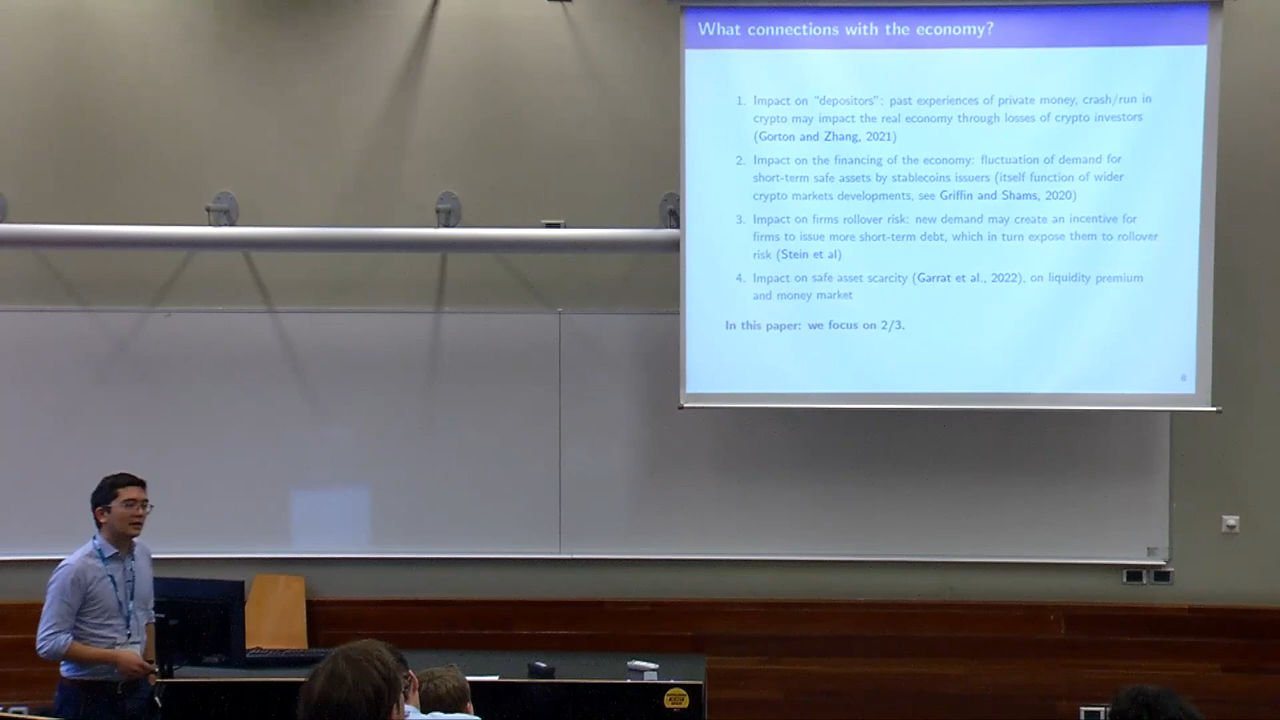 What connections with the economy?
1. Impact on "depositors": past experiences of private money, crash/run in
crypto may impact the real economy through losses of crypto investors
(Gorton and Zhang, 2021)
2. Impact on the financing of the economy: fluctuation of demand for
short-term safe assets by stablecoins issuers (itself function of wider
crypto markets developments, see Griffin and Shams, 2020)
3. Impact on firms rollover risk: new demand may create an incentive for
firms to issue more short-term debt, which in turn expose them to rollover
risk (Stein et al)
4. Impact on safe asset scarcity (Garrat et al., 2022), on liquidity premium
and money market
In this paper: we focus on 2/3.